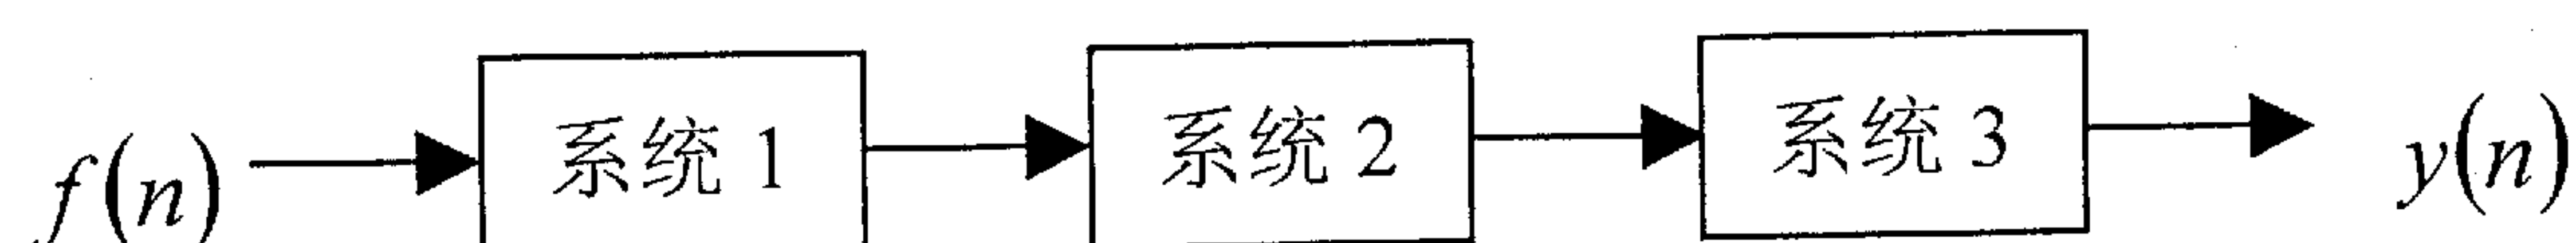 f(n) 系统 1 系统 2 系统 3 y(n)